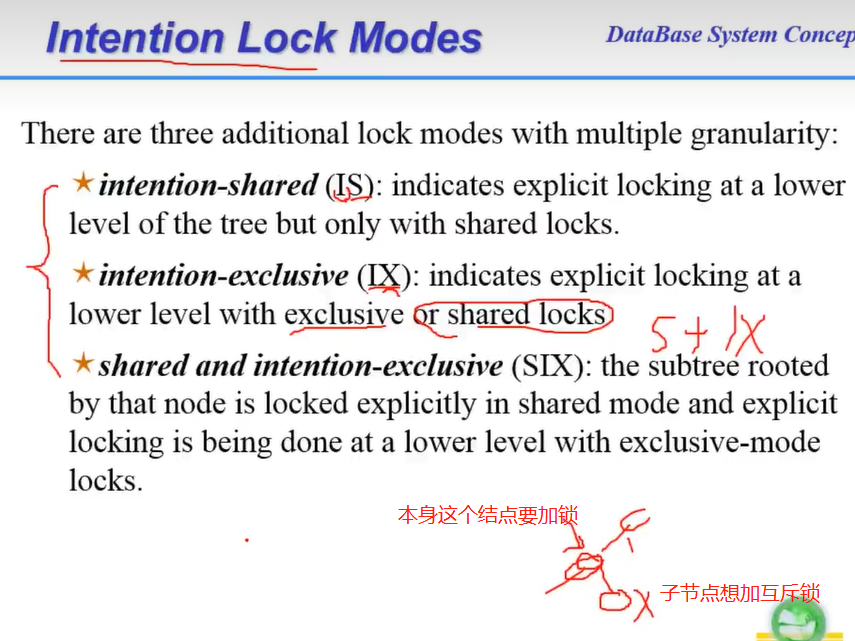 Intention Lock Modes
DataBase System Concep
There are three additional lock modes with multiple granularity:
intention-shared (IS): indicates explicit locking at a lower
level of the tree but only with shared locks.
intention-exclusive (IX): indicates explicit locking at a
lower level with exclusive or shared locks
S + IX
shared and intention-exclusive (SIX): the subtree rooted
by that node is locked explicitly in shared mode and explicit
locking is being done at a lower level with exclusive-mode
locks.
本身这个结点要加锁
X 子节点想加互斥锁